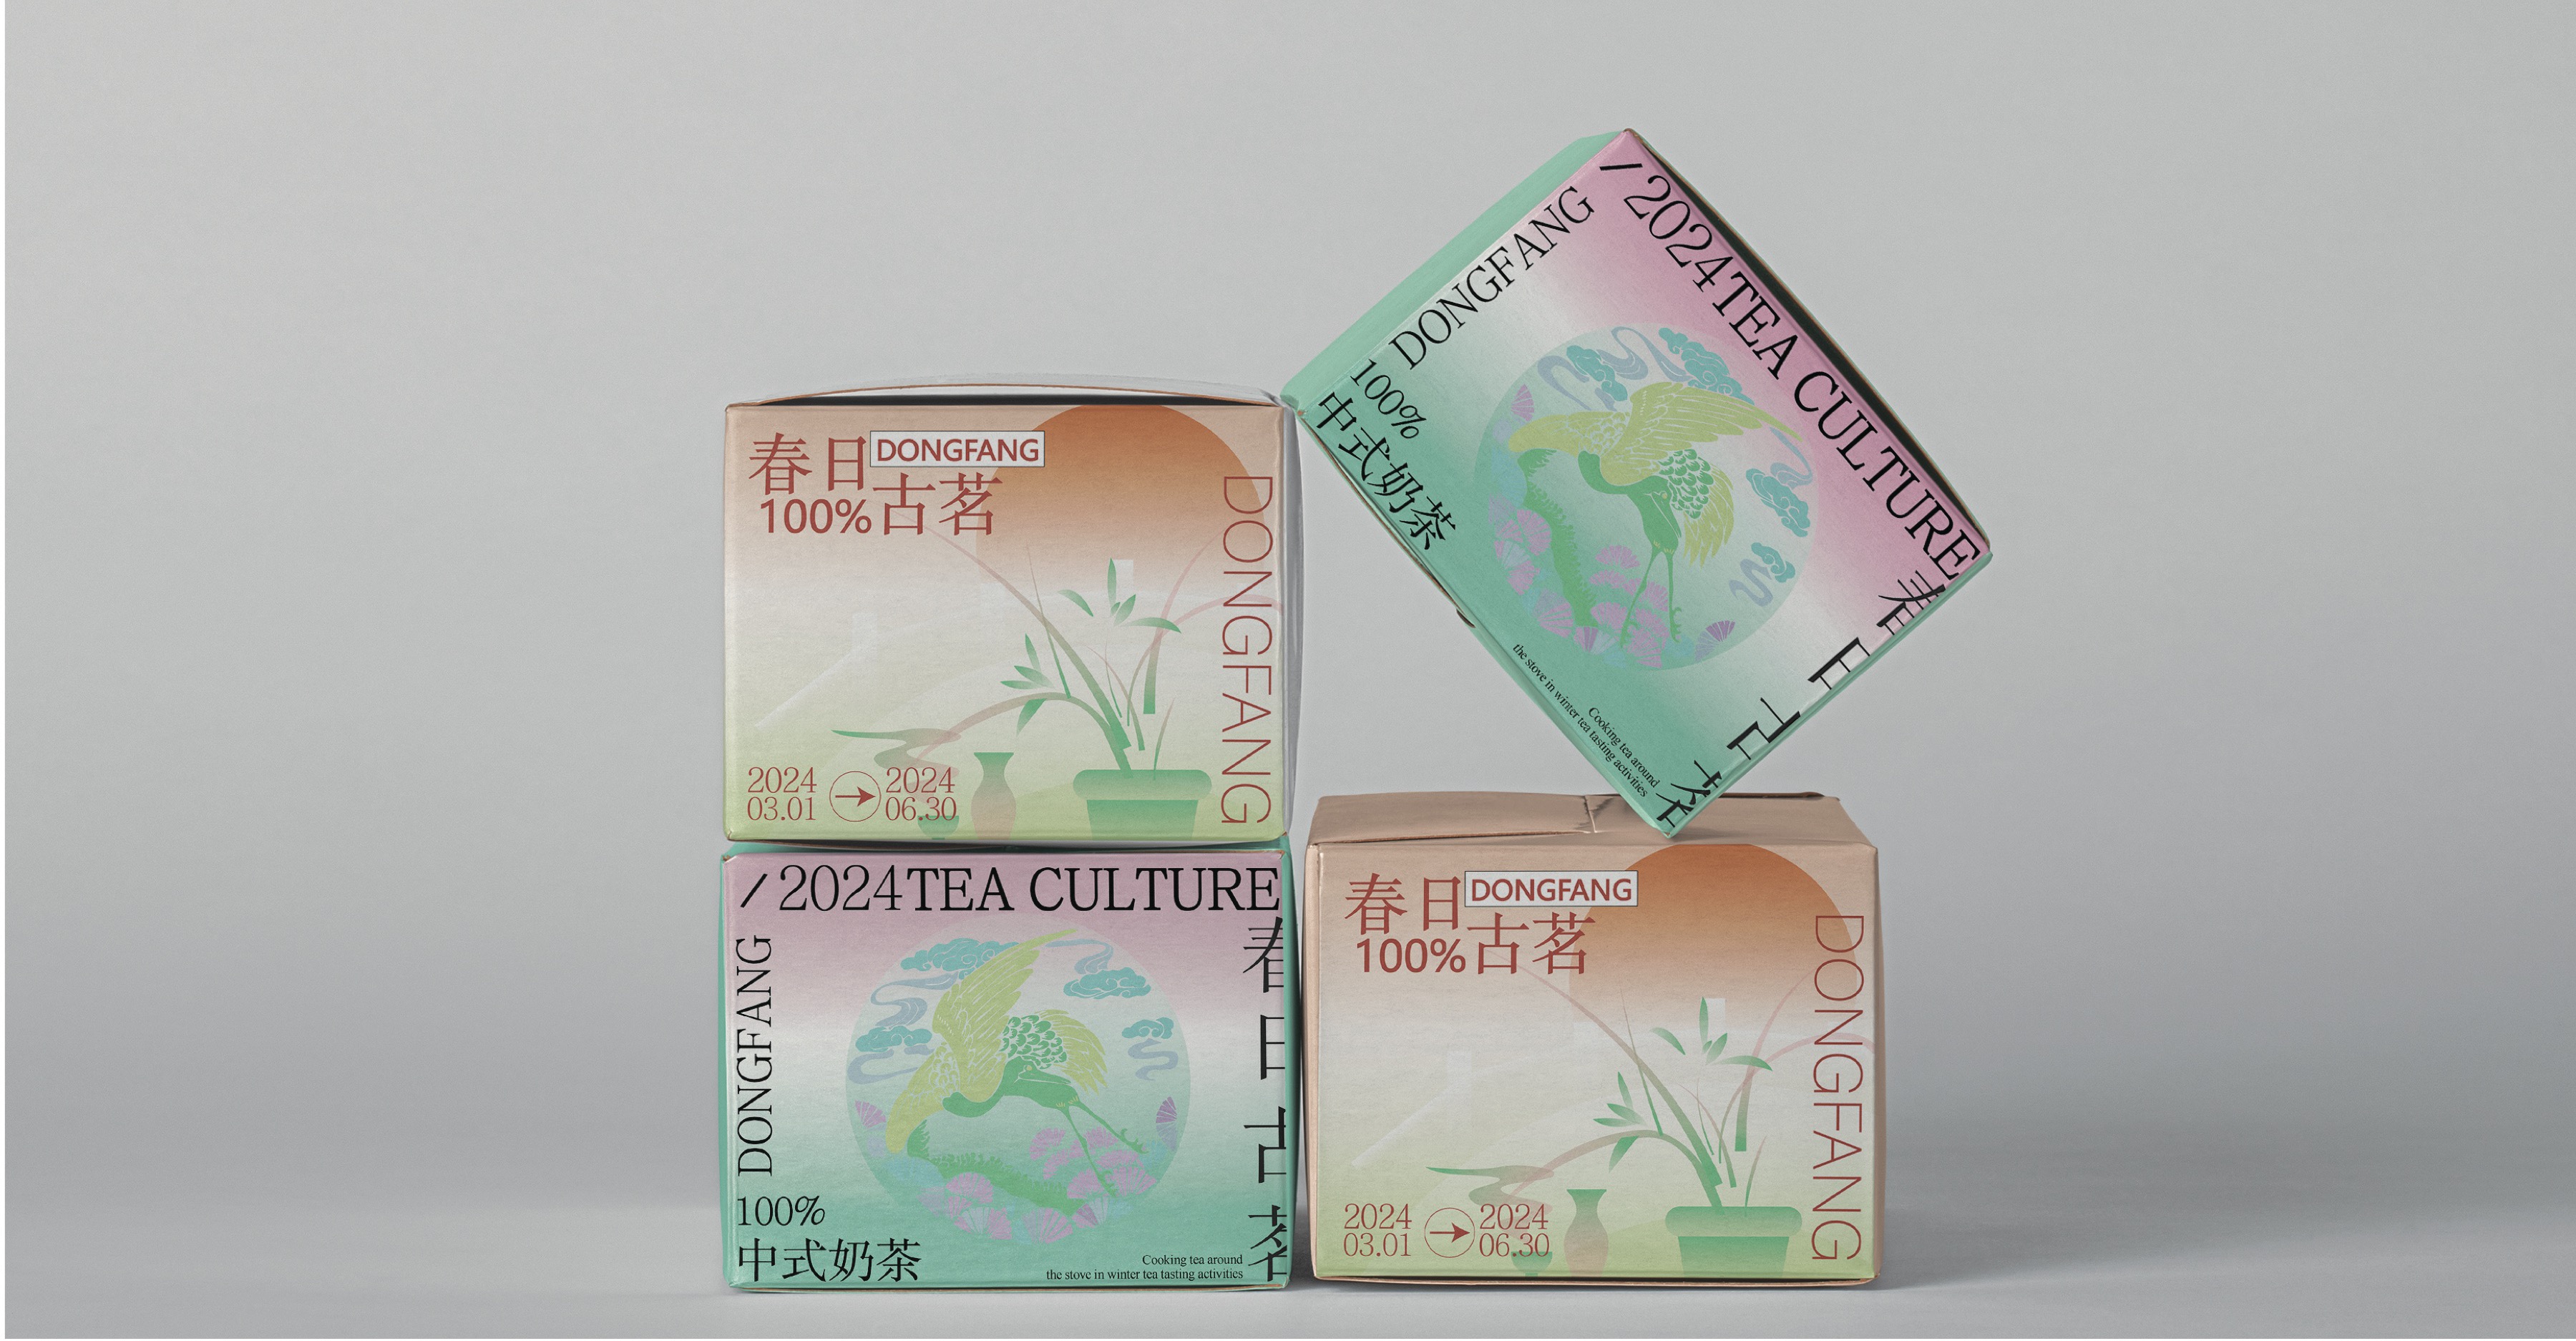 春日 DONGFANG
100% 古茗
DONGFANG
2024 → 2024
03.01 06.30
/2024TEA CULTURE
DONGFANG
100%
中式奶茶
春日古茗
Cooking tea around
the stove in winter tea tasting activities
/2024TEA CULTURE
DONGFANG
100%
中式奶茶
春日古茗
Cooking tea around
the stove in winter tea tasting activities
春日 DONGFANG
100% 古茗
DONGFANG
2024 → 2024
03.01 06.30